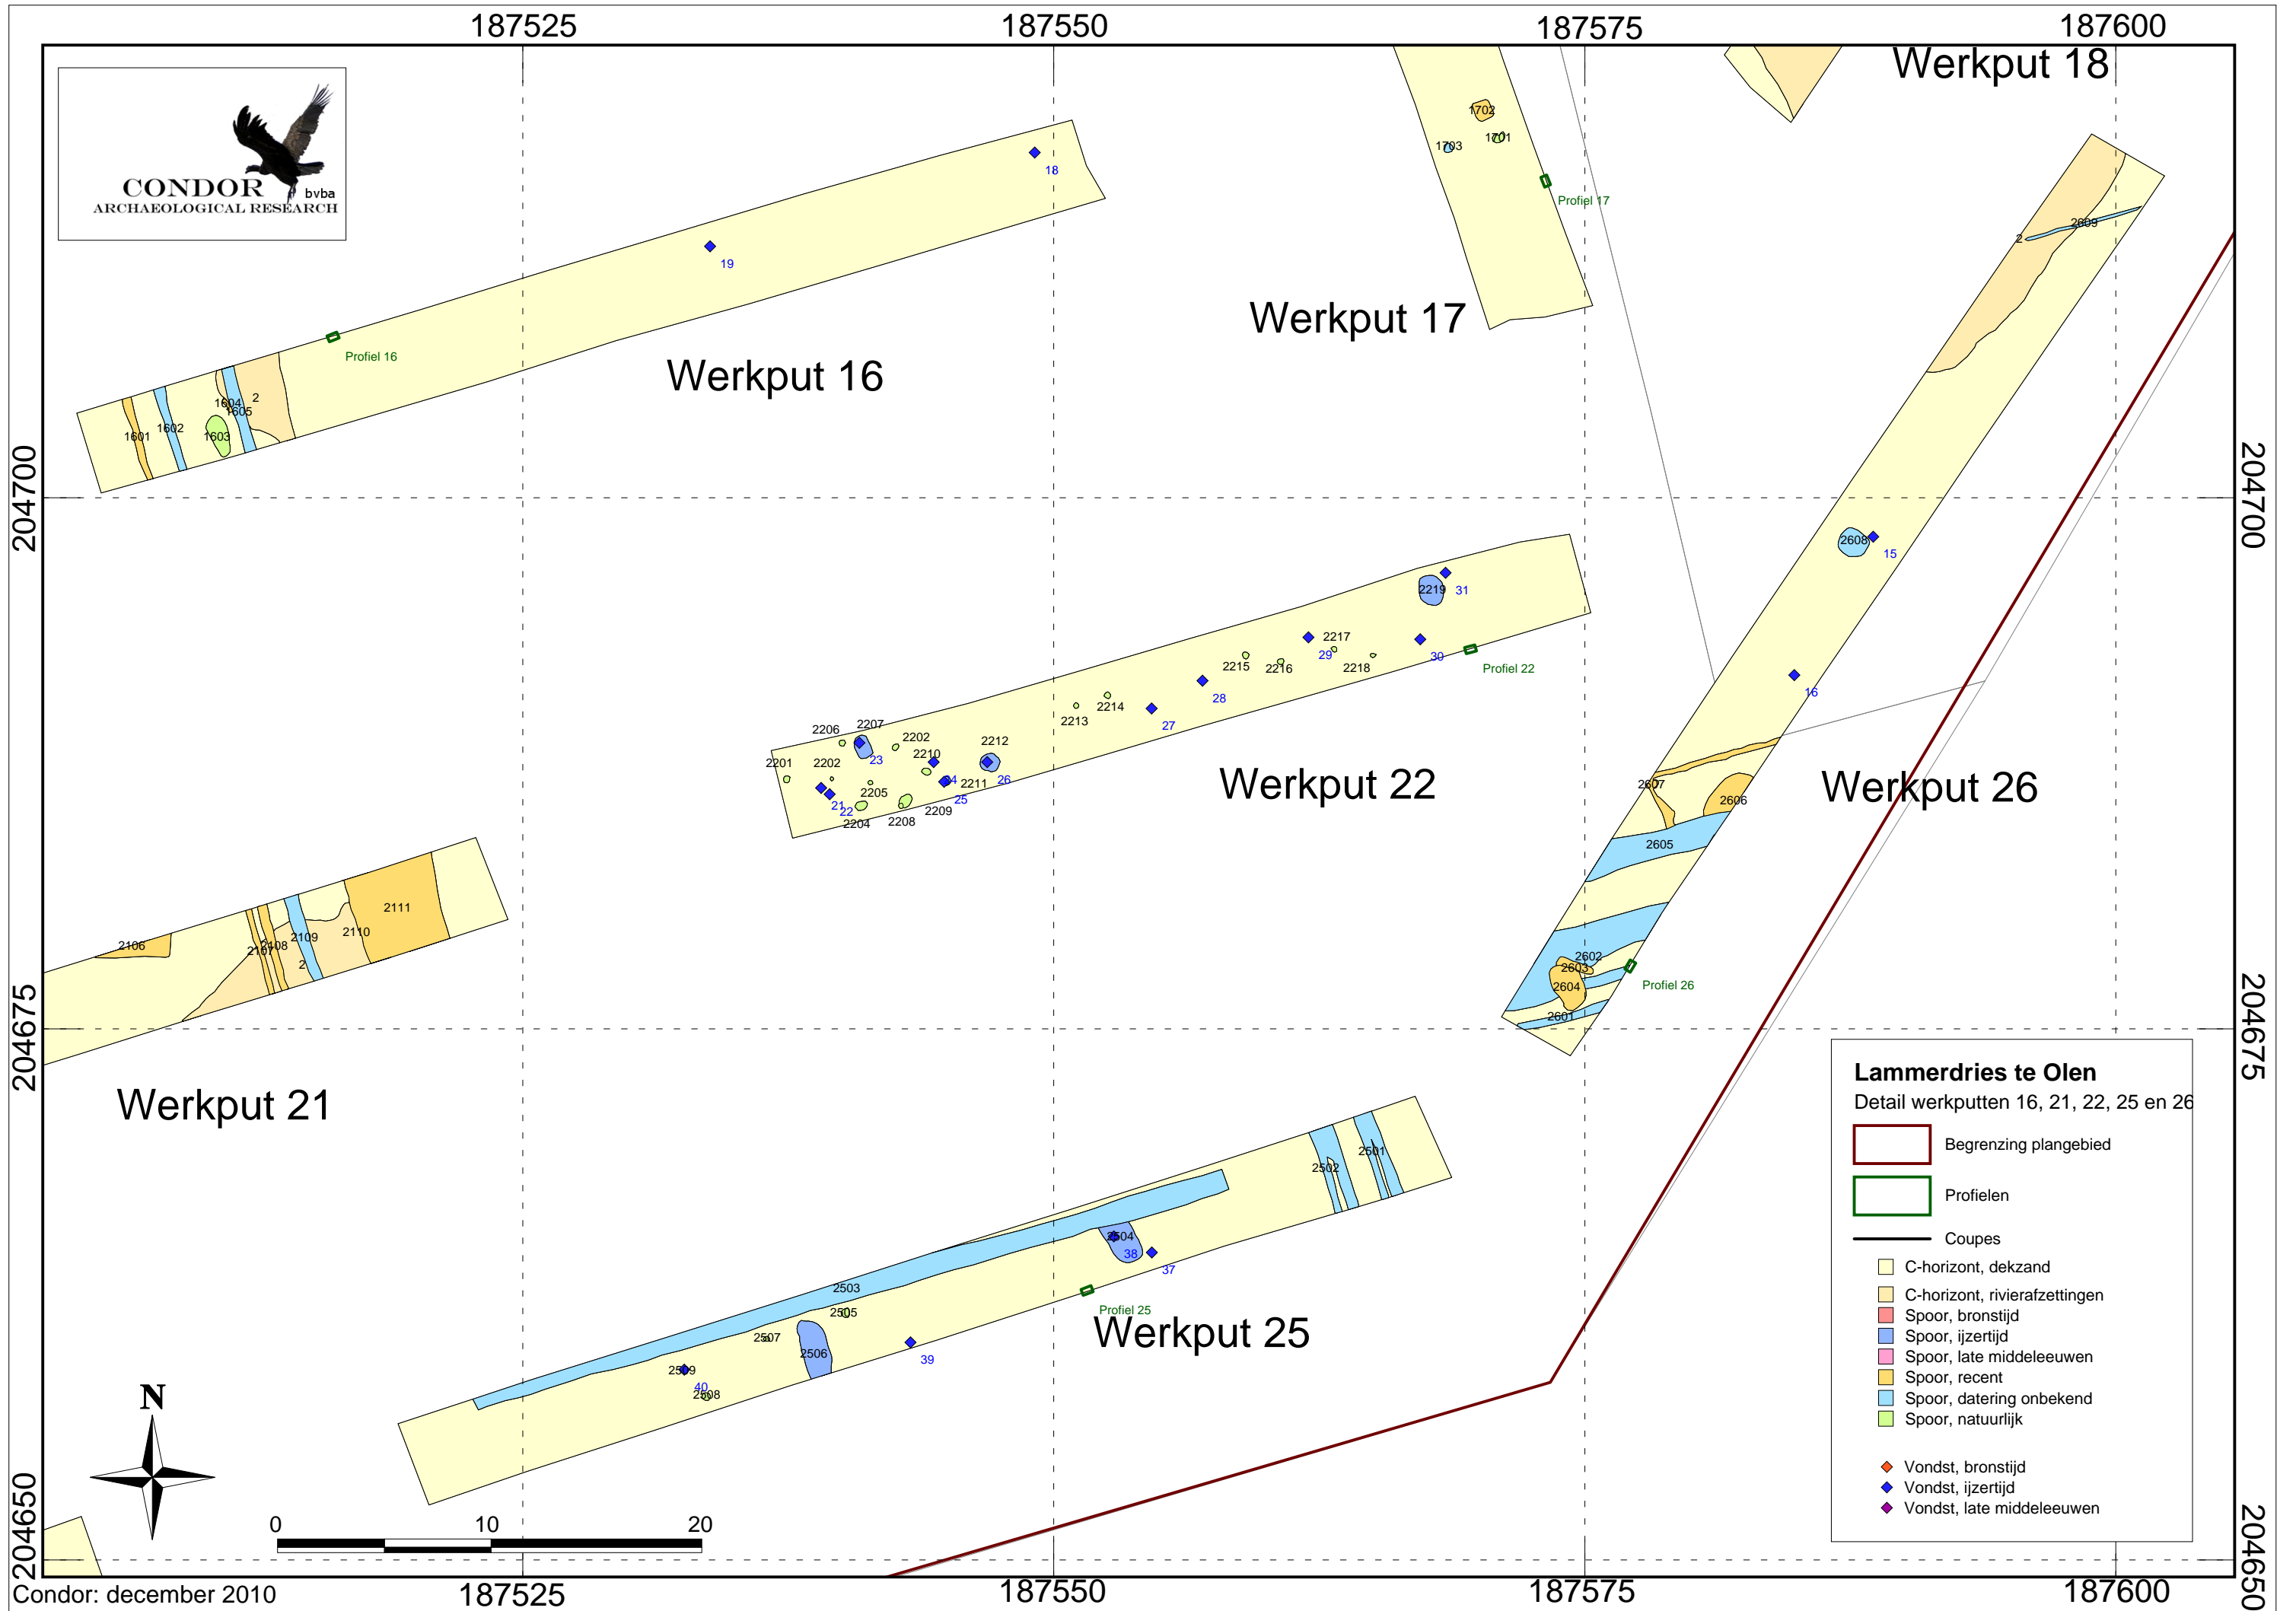 187525 187550 187575 187600
CONDOR bvba
ARCHAEOLOGICAL RESEARCH
Werkput 18
1702
1701
1703
Profiel 17
18
19
Profiel 16
2609
2
Werkput 17
Werkput 16
1604
1605
2
1601
1602
1603
204700
204700
2608
15
2219
31
2217
29
30
2215
2216
2218
Profiel 22
28
16
2214
2213
27
2206
2207
2202
2212
2210
23
2201
2202
24
2211
26
2205
21
22
25
2204
2208
2209
Werkput 22
2607
2606
Werkput 26
2605
2111
2110
2109
2106
2107
2108
2
2
2602
2603
2604
Profiel 26
2601
204675
204675
Werkput 21
2501
2502
2504
38
37
2503
Profiel 25
2505
2507
2506
Werkput 25
39
2509
40
2508
Lammerdries te Olen
Detail werkputten 16, 21, 22, 25 en 26
Begrenzing plangebied
Profielen
Coupes
C-horizont, dekzand
C-horizont, rivierafzettingen
Spoor, bronstijd
Spoor, ijzertijd
Spoor, late middeleeuwen
Spoor, recent
Spoor, datering onbekend
Spoor, natuurlijk
Vondst, bronstijd
Vondst, ijzertijd
Vondst, late middeleeuwen
N
0 10 20
204650
204650
Condor: december 2010
187525 187550 187575 187600